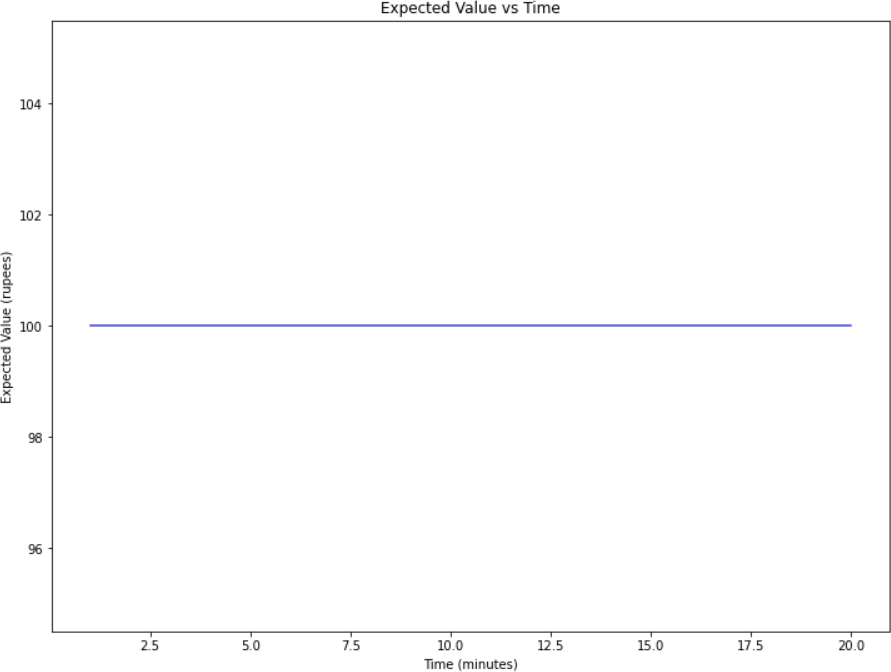 Expected Value vs Time
Expected Value (rupees)
104
102
100
98
96
2.5 5.0 7.5 10.0 12.5 15.0 17.5 20.0
Time (minutes)